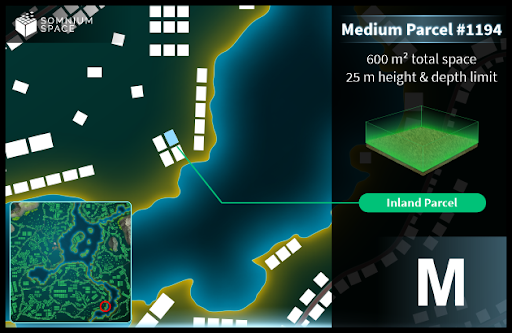 SOMNIUM
SPACE
Medium Parcel #1194
600 m² total space
25 m height & depth limit
Inland Parcel
M